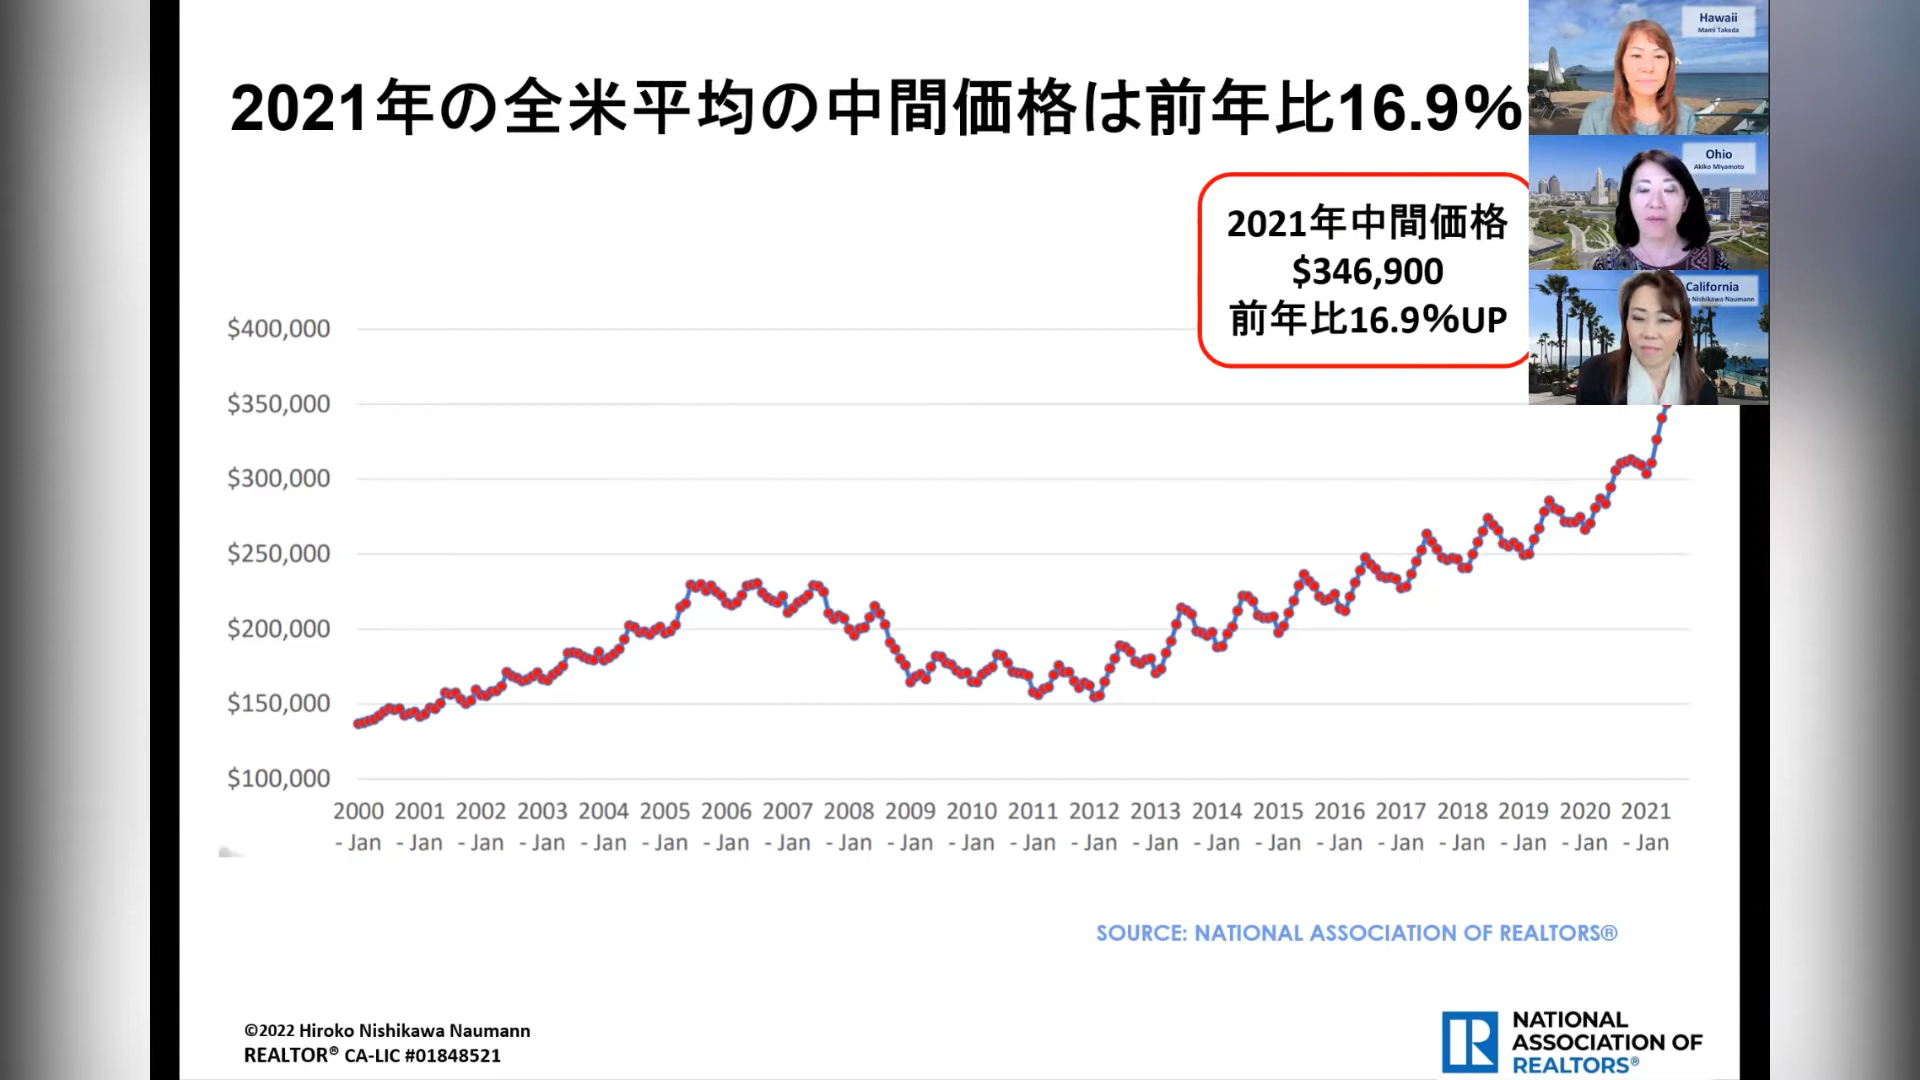 2021年の全米平均の中間価格は前年比16.9%
Hawaii
Mami Takeda
Ohio
Akiko Miyamoto
California
Nishikawa Naumann
2021年中間価格
$346,900
前年比16.9%UP
$400,000
$350,000
$300,000
$250,000
$200,000
$150,000
$100,000
2000 2001 2002 2003 2004 2005 2006 2007 2008 2009 2010 2011 2012 2013 2014 2015 2016 2017 2018 2019 2020 2021
- Jan - Jan - Jan - Jan - Jan - Jan - Jan - Jan - Jan - Jan - Jan - Jan - Jan - Jan - Jan - Jan - Jan - Jan - Jan - Jan - Jan - Jan
SOURCE: NATIONAL ASSOCIATION OF REALTORS®
©2022 Hiroko Nishikawa Naumann
REALTOR® CA-LIC #01848521
R
NATIONAL
ASSOCIATION OF
REALTORS®